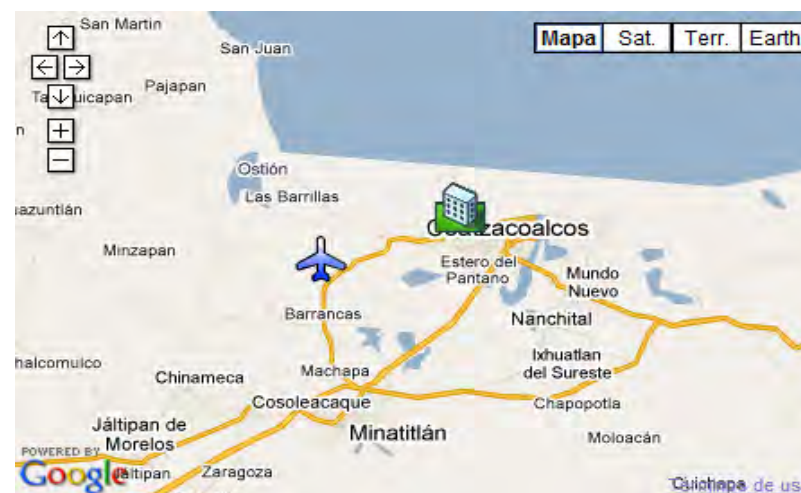 San Martin
Mapa Sat. Terr. Earth
San Juan
Pajapan
Ostión
Las Barrillas
Minzapan
Estero del
Pantano
Mundo
Nuevo
Barrancas
Nanchital
Machapa
Ixhuatlan
del Sureste
Chinameca
Cosoleacaque
Chapopotla
Jáltipan de
Morelos
Minatitlán
Moloacán
POWERED BY
Google
Zaragoza